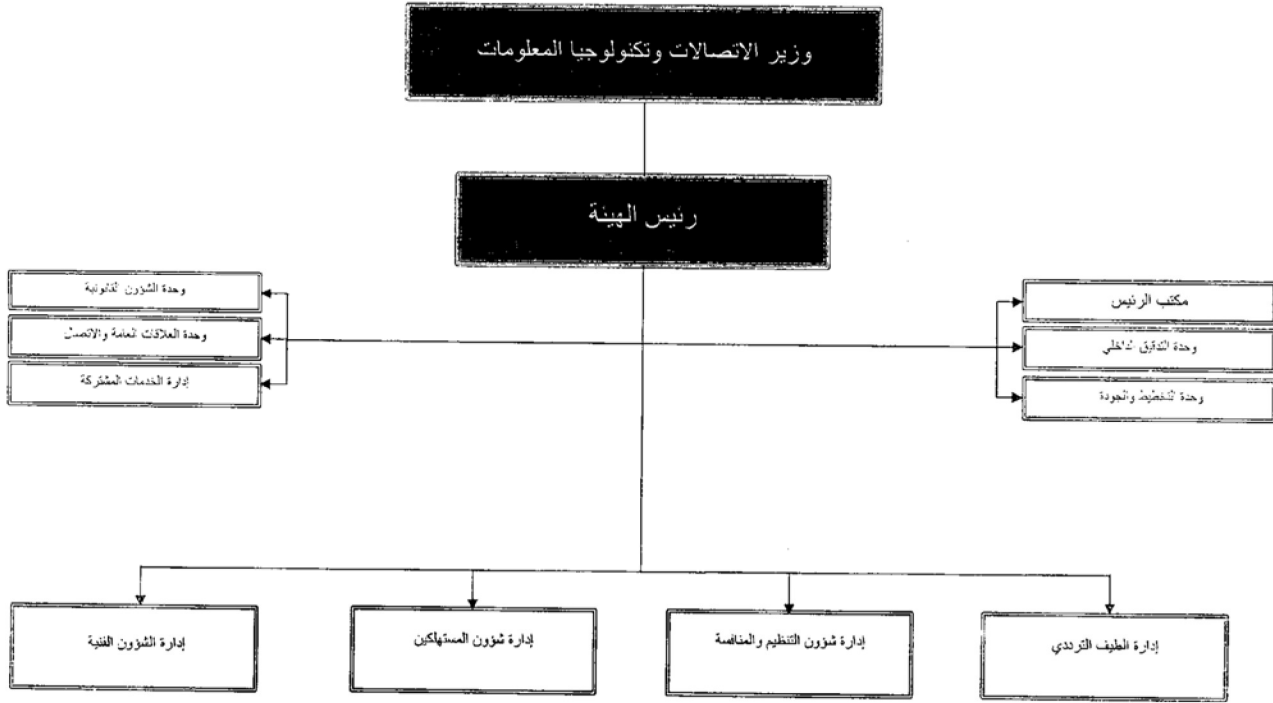 وزير الاتصالات وتكنولوجيا المعلومات
رئيس الهيئة
مكتب الرئيس
وحدة التدقيق الداخلي
وحدة التخطيط والجودة
وحدة الشؤون القانونية
وحدة العلاقات العامة والاتصال
إدارة الخدمات المشتركة
إدارة الطيف الترددي
إدارة شؤون التنظيم والمنافسة
إدارة شؤون المستهلكين
إدارة الشؤون الفنية